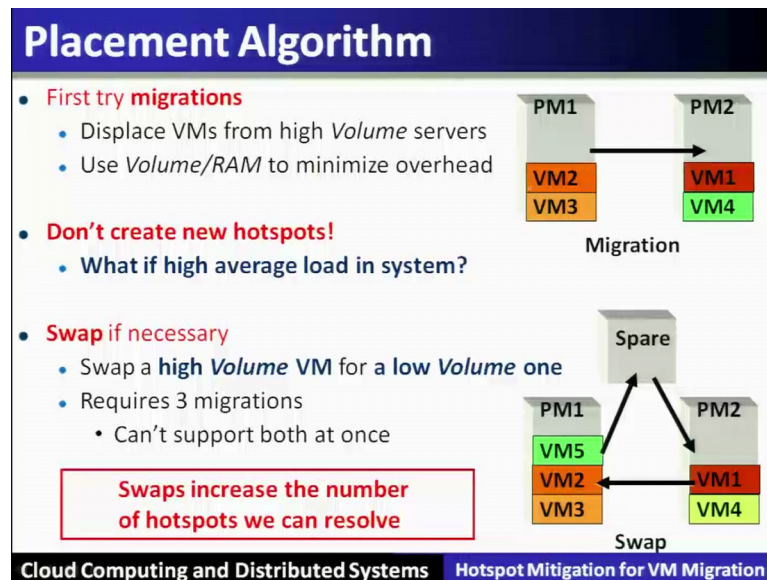 Placement Algorithm
• First try migrations
• Displace VMs from high Volume servers
• Use Volume/RAM to minimize overhead
• Don't create new hotspots!
• What if high average load in system?
• Swap if necessary
• Swap a high Volume VM for a low Volume one
• Requires 3 migrations
• Can't support both at once
Swaps increase the number
of hotspots we can resolve
PM1
PM2
VM2
VM1
VM3
VM4
Migration
Spare
PM1
PM2
VM5
VM2
VM1
VM3
VM4
Swap
Cloud Computing and Distributed Systems
Hotspot Mitigation for VM Migration